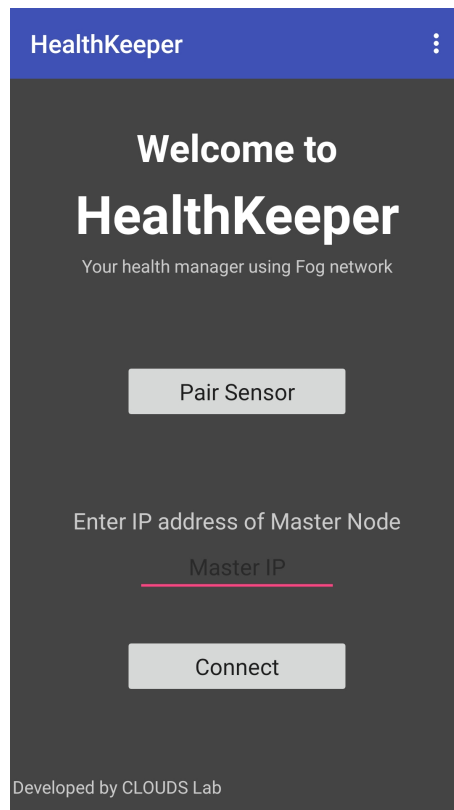 HealthKeeper
Welcome to
HealthKeeper
Your health manager using Fog network
Pair Sensor
Enter IP address of Master Node
Master IP
Connect
Developed by CLOUDS Lab